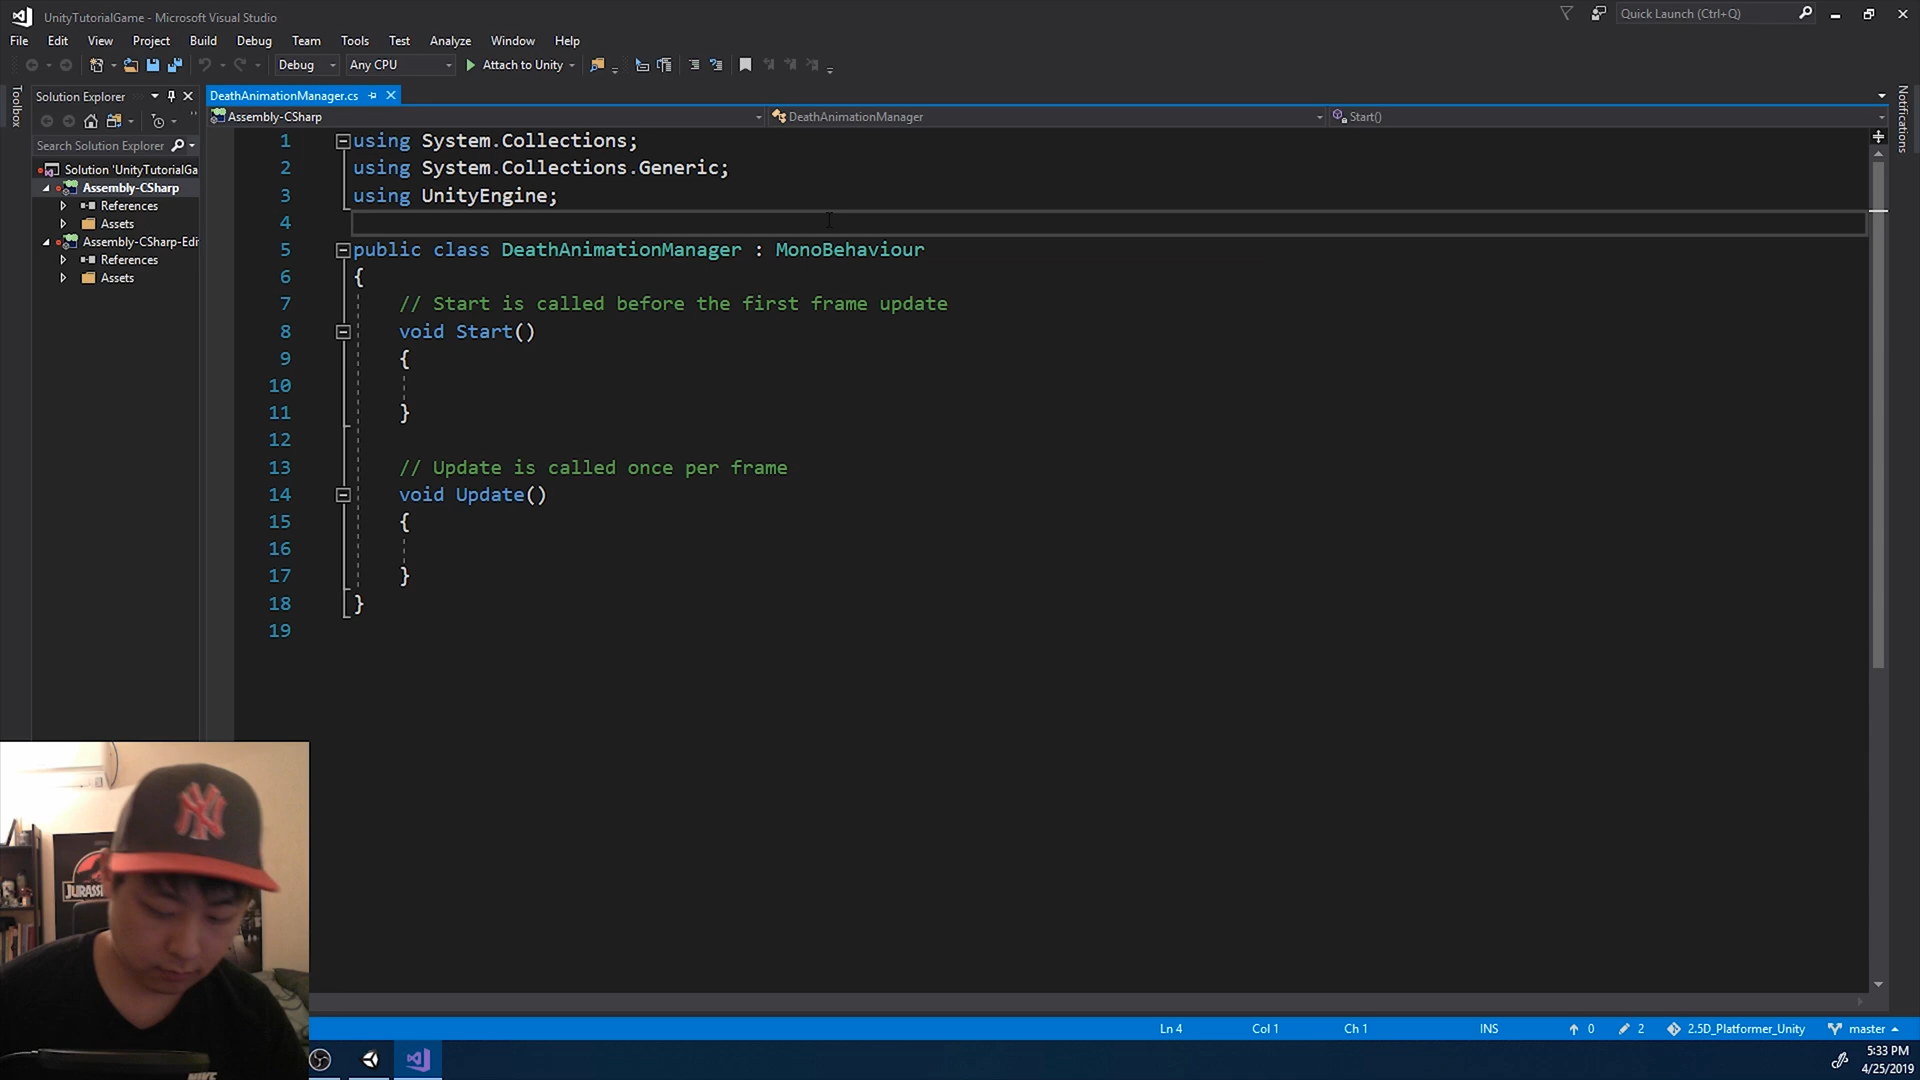 UnityTutorialGame - Microsoft Visual Studio
Quick Launch (Ctrl+Q)
File Edit View Project Build Debug Team Tools Test Analyze Window Help
Debug Any CPU Attach to Unity
Toolbox
Solution Explorer
DeathAnimationManager.cs
Notifications
Assembly-CSharp DeathAnimationManager Start()
Search Solution Explorer
Solution 'UnityTutorialGa
Assembly-CSharp
References
Assets
Assembly-CSharp-Edi
References
Assets
1 using System.Collections;
2 using System.Collections.Generic;
3 using UnityEngine;
4
5 public class DeathAnimationManager : MonoBehaviour
6 {
7 // Start is called before the first frame update
8 void Start()
9 {
10
11 }
12
13 // Update is called once per frame
14 void Update()
15 {
16
17 }
18 }
19
NY
JURASSI
NIKE
Ln 4 Col 1 Ch 1 INS 0 2 2.5D_Platformer_Unity master
5:33 PM
4/25/2019